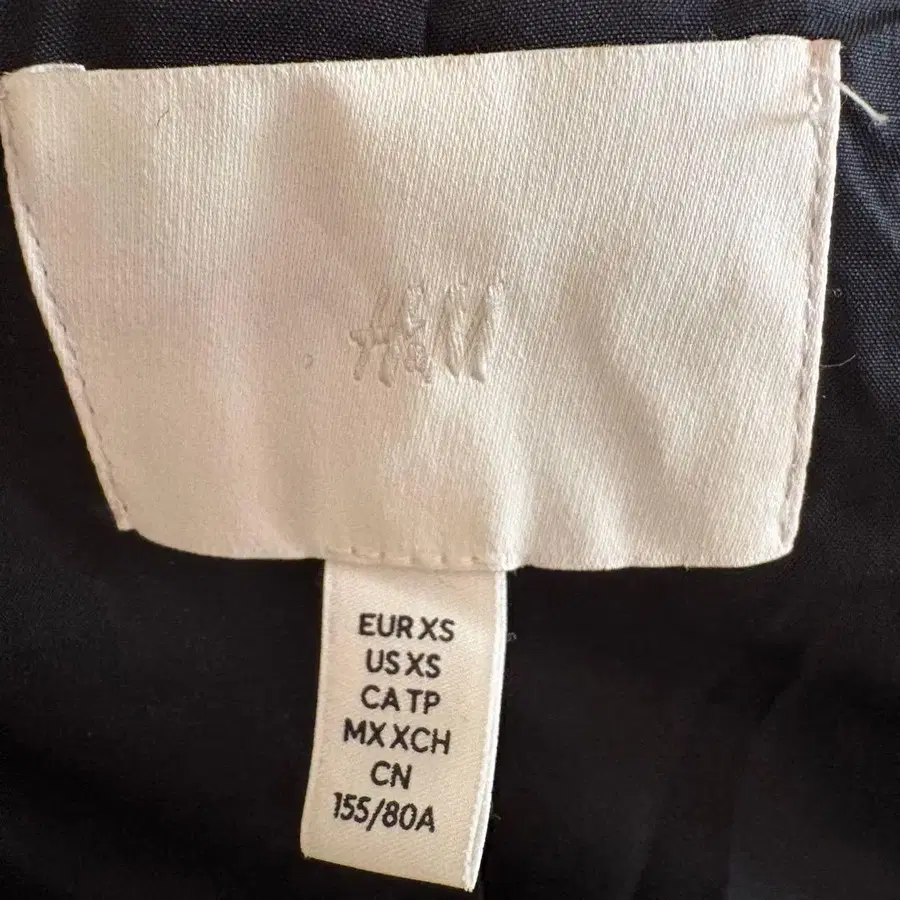 H&M
EUR XS
US XS
CA TP
MX XCH
CN
155/80A